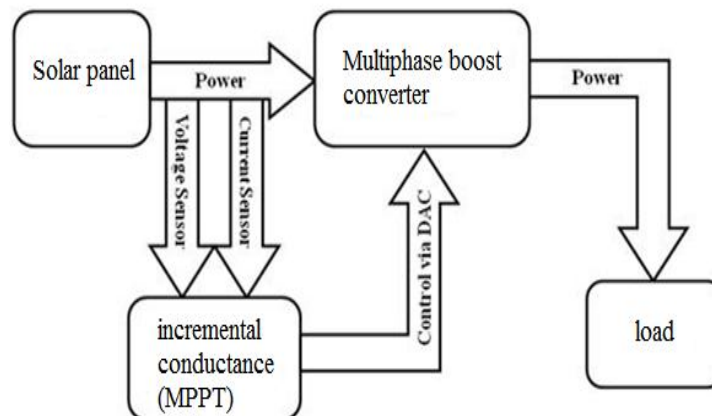 Solar panel
Power
Multiphase boost
converter
Power
Voltage Sensor
Current Sensor
Control via DAC
incremental
conductance
(MPPT)
load